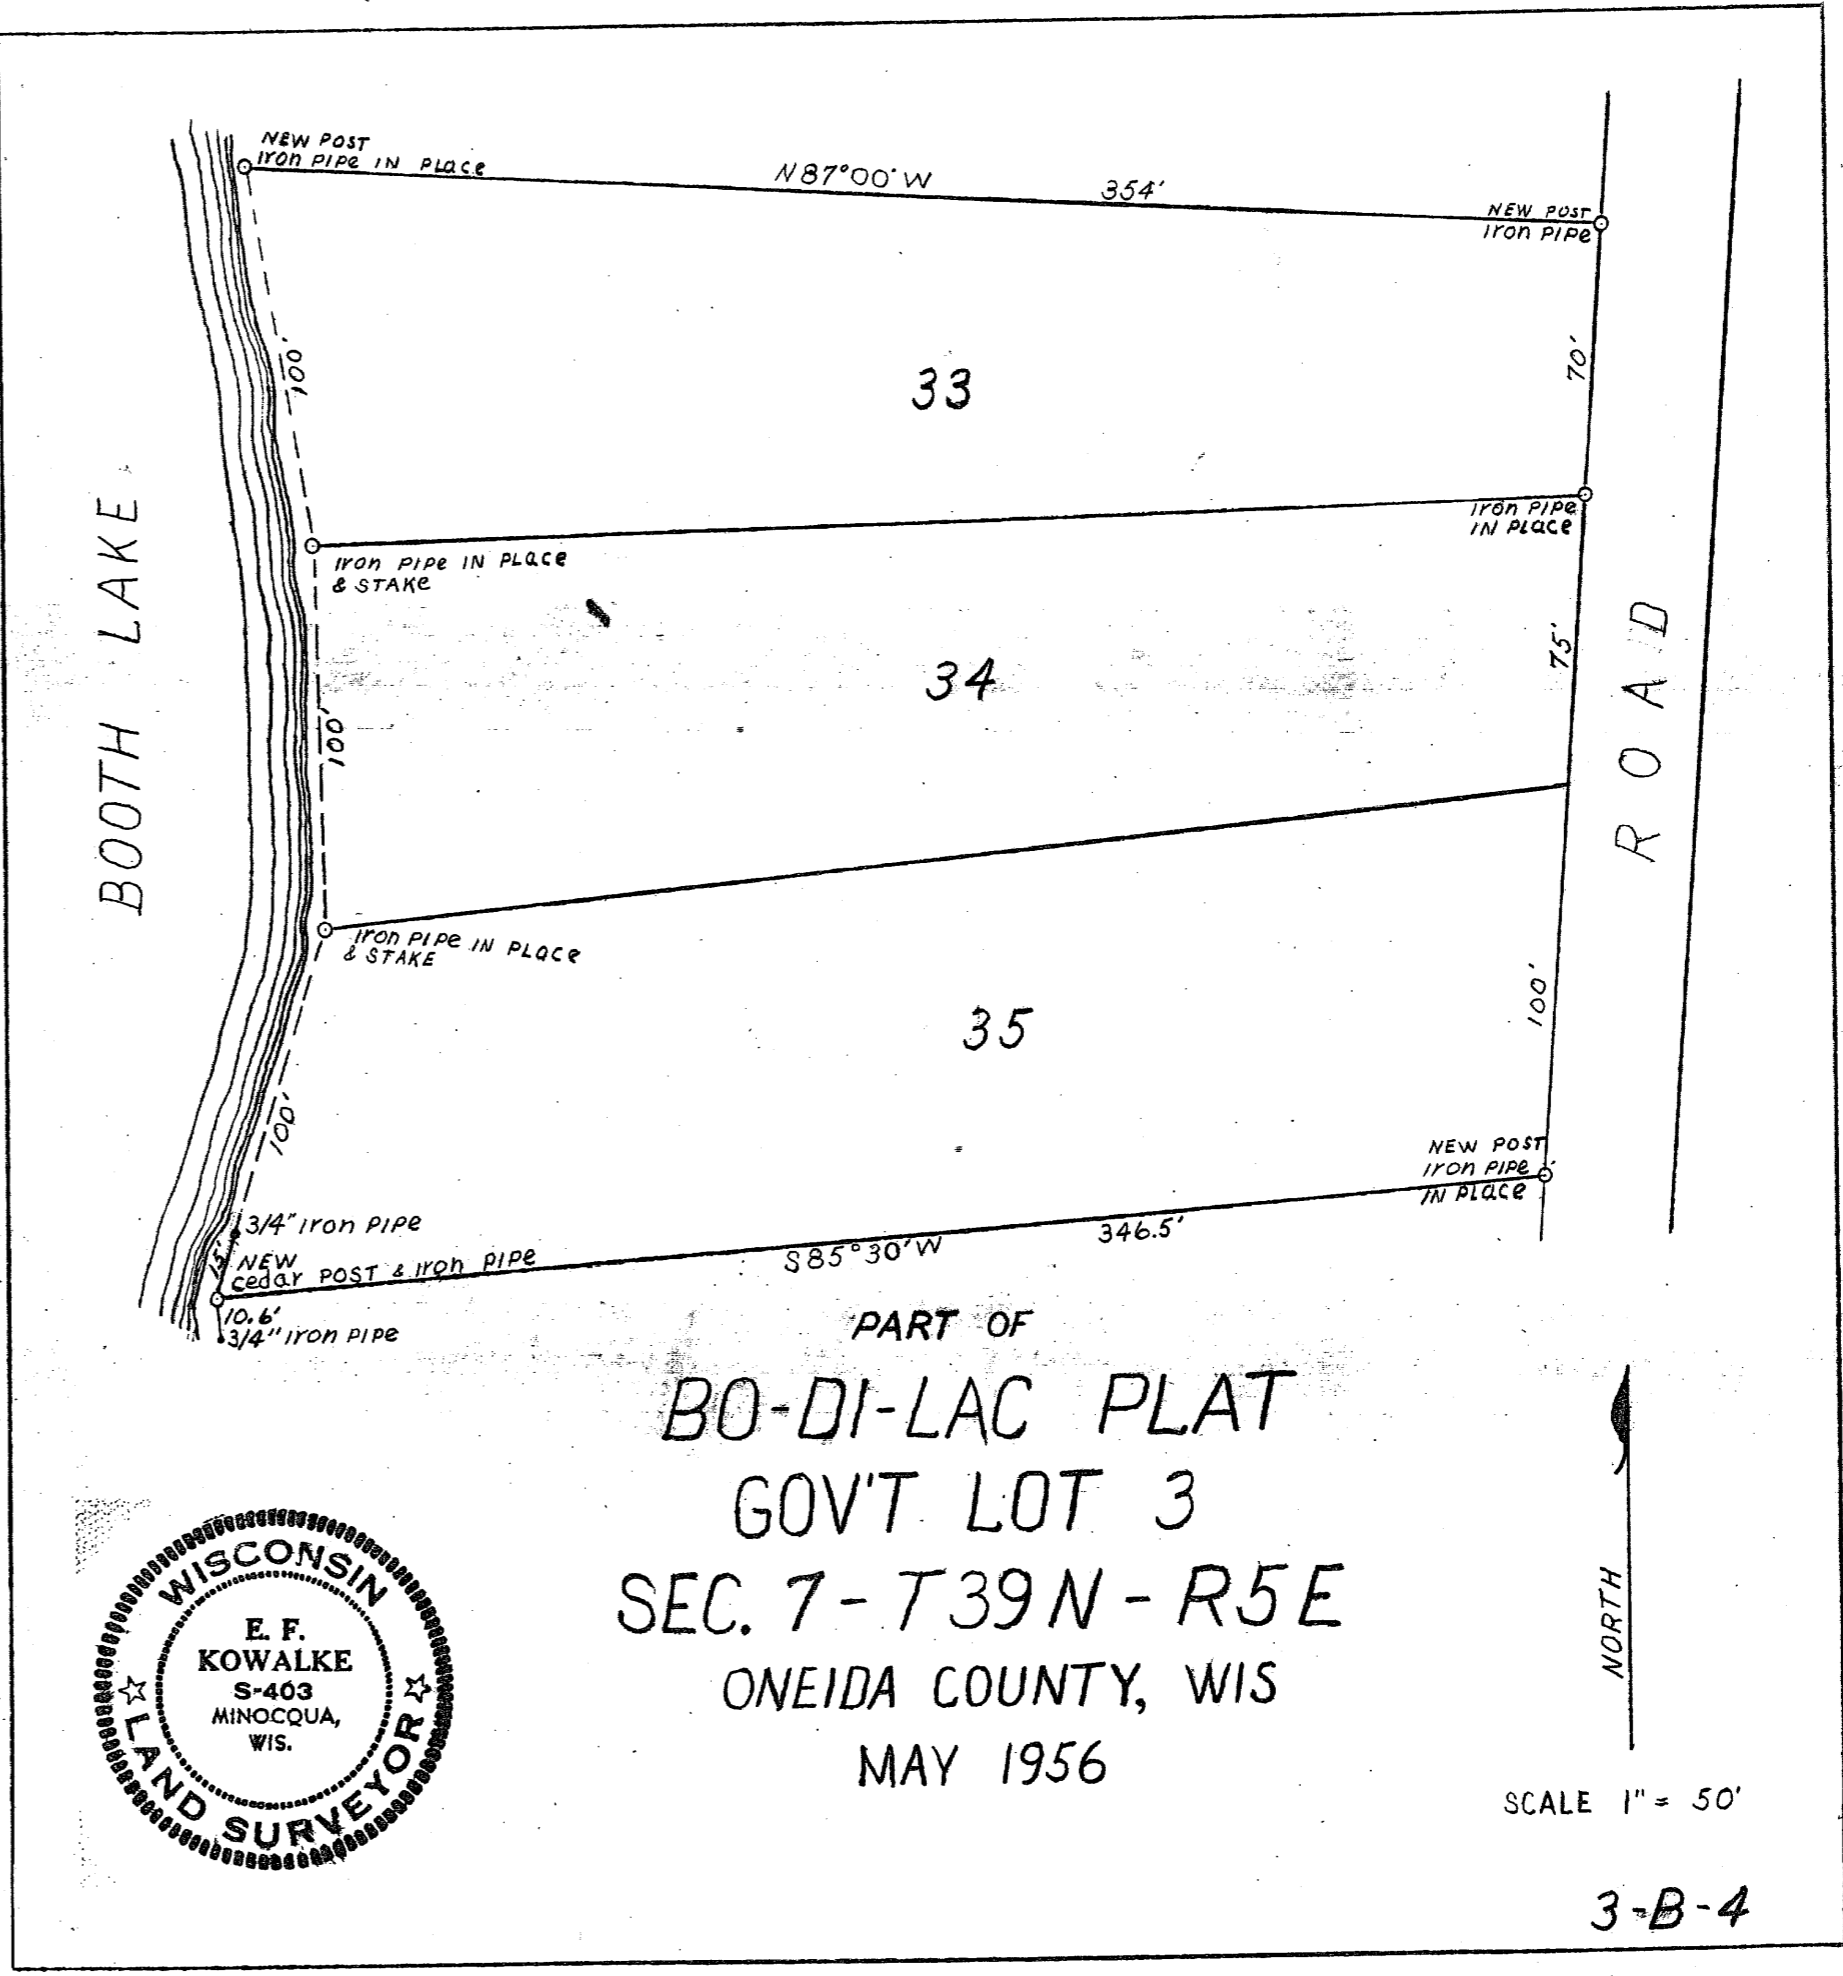 NEW POST
Iron PIPe IN PLace
N87°00'W
354'
NEW POST
Iron PIPe
100'
33
70'
Iron PIPe IN PLace
& STAKe
Iron PIPe
IN PLace
BOOTH LAKE
34
75'
100'
ROAD
Iron PIPe IN PLace
& STAKE
35
100'
100'
NEW POST
Iron PIPe
IN PLace
3/4" Iron PIPe
15'
NEW
cedar POST & Iron PIPe
S85°30'W
346.5'
10.6'
3/4" Iron PIPe
PART OF
BO-DI-LAC PLAT
GOV'T LOT 3
SEC. 7 - T39N - R5E
ONEIDA COUNTY, WIS
MAY 1956
WISCONSIN
E. F.
KOWALKE
S-403
MINOCQUA,
WIS.
LAND SURVEYOR
NORTH
SCALE 1" = 50'
3-B-4